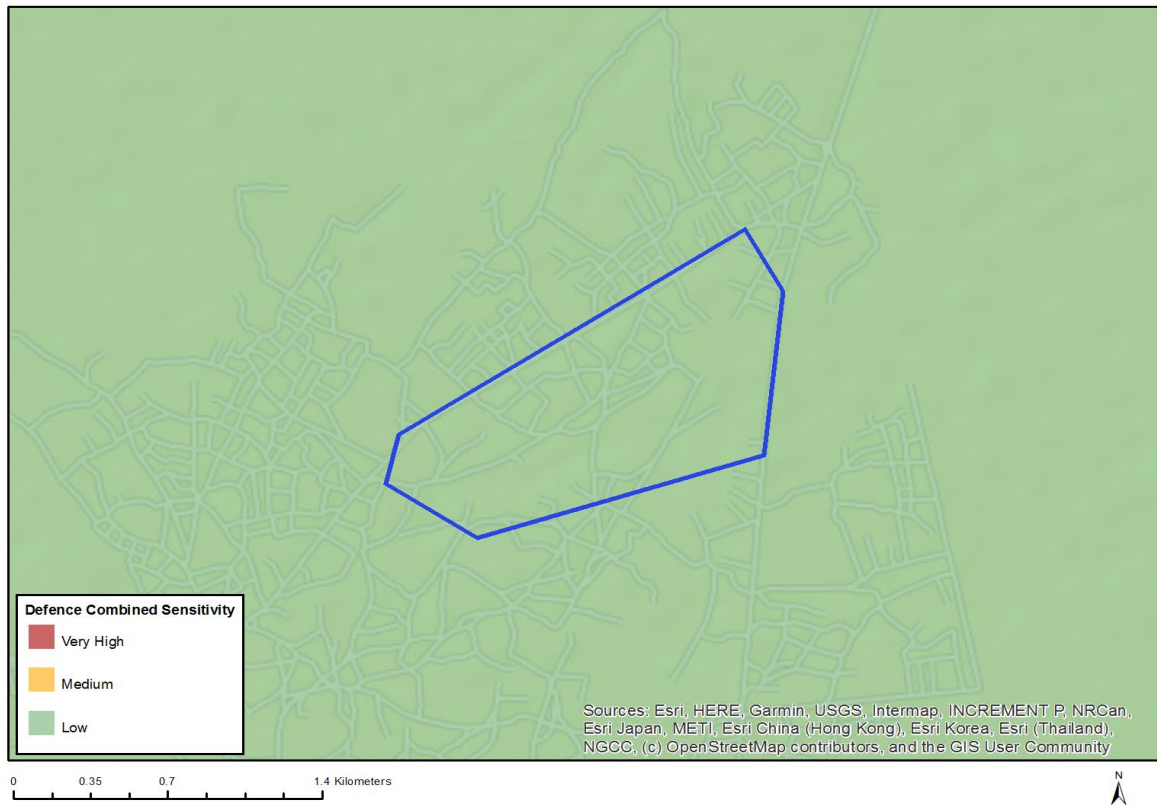 Defence Combined Sensitivity
Very High
Medium
Low
Sources: Esri, HERE, Garmin, USGS, Intermap, INCREMENT P, NRCan,
Esri Japan, METI, Esri China (Hong Kong), Esri Korea, Esri (Thailand),
NGCC, (c) OpenStreetMap contributors, and the GIS User Community
0 0.35 0.7 1.4 Kilometers
N